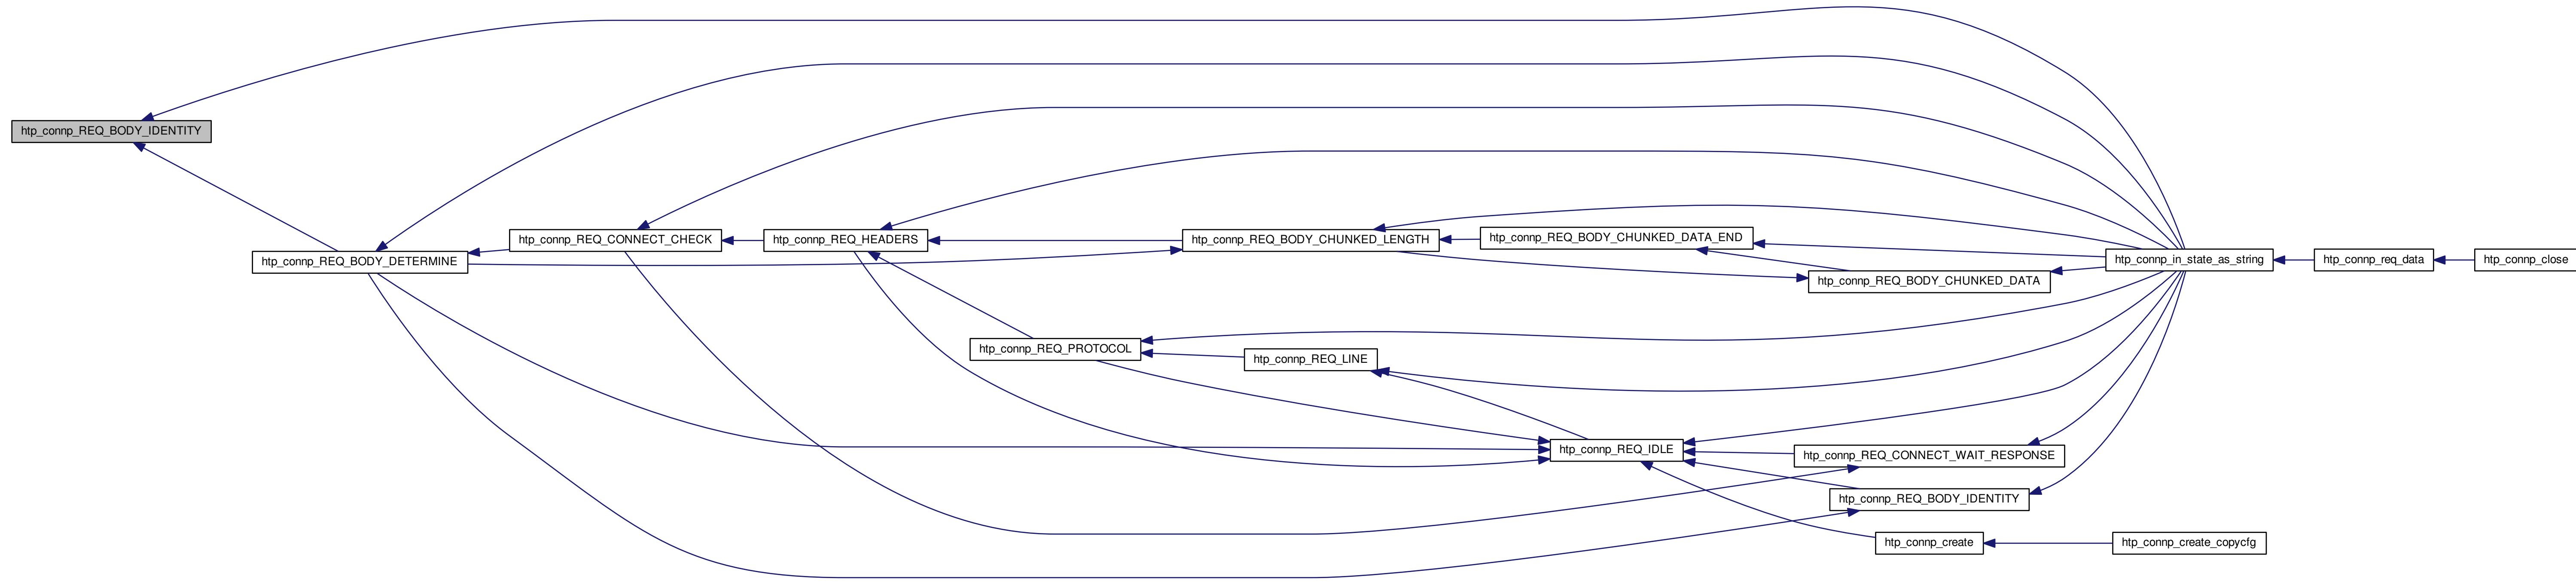 htp_connp_REQ_BODY_IDENTITY
htp_connp_REQ_BODY_DETERMINE
htp_connp_REQ_CONNECT_CHECK
htp_connp_REQ_HEADERS
htp_connp_REQ_PROTOCOL
htp_connp_REQ_BODY_CHUNKED_LENGTH
htp_connp_REQ_LINE
htp_connp_REQ_BODY_CHUNKED_DATA_END
htp_connp_REQ_IDLE
htp_connp_REQ_BODY_CHUNKED_DATA
htp_connp_REQ_CONNECT_WAIT_RESPONSE
htp_connp_REQ_BODY_IDENTITY
htp_connp_create
htp_connp_in_state_as_string
htp_connp_create_copycfg
htp_connp_req_data
htp_connp_close